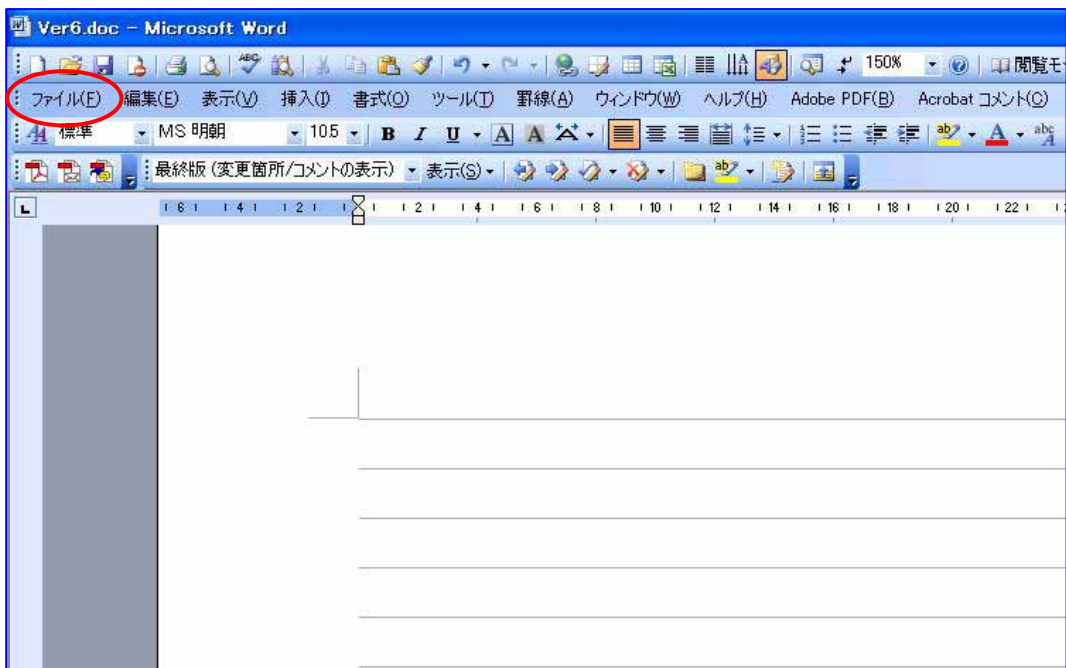 Ver6.doc - Microsoft Word
ABC 150% 閲覧モ
ファイル(F) 編集(E) 表示(V) 挿入(I) 書式(O) ツール(T) 罫線(A) ウィンドウ(W) ヘルプ(H) Adobe PDF(B) Acrobat コメント(C)
標準 MS 明朝 10.5 B I U A A A ab A abc A
最終版 (変更箇所/コメントの表示) 表示(S) ab
L 6 4 2 2 4 6 8 10 12 14 16 18 20 22